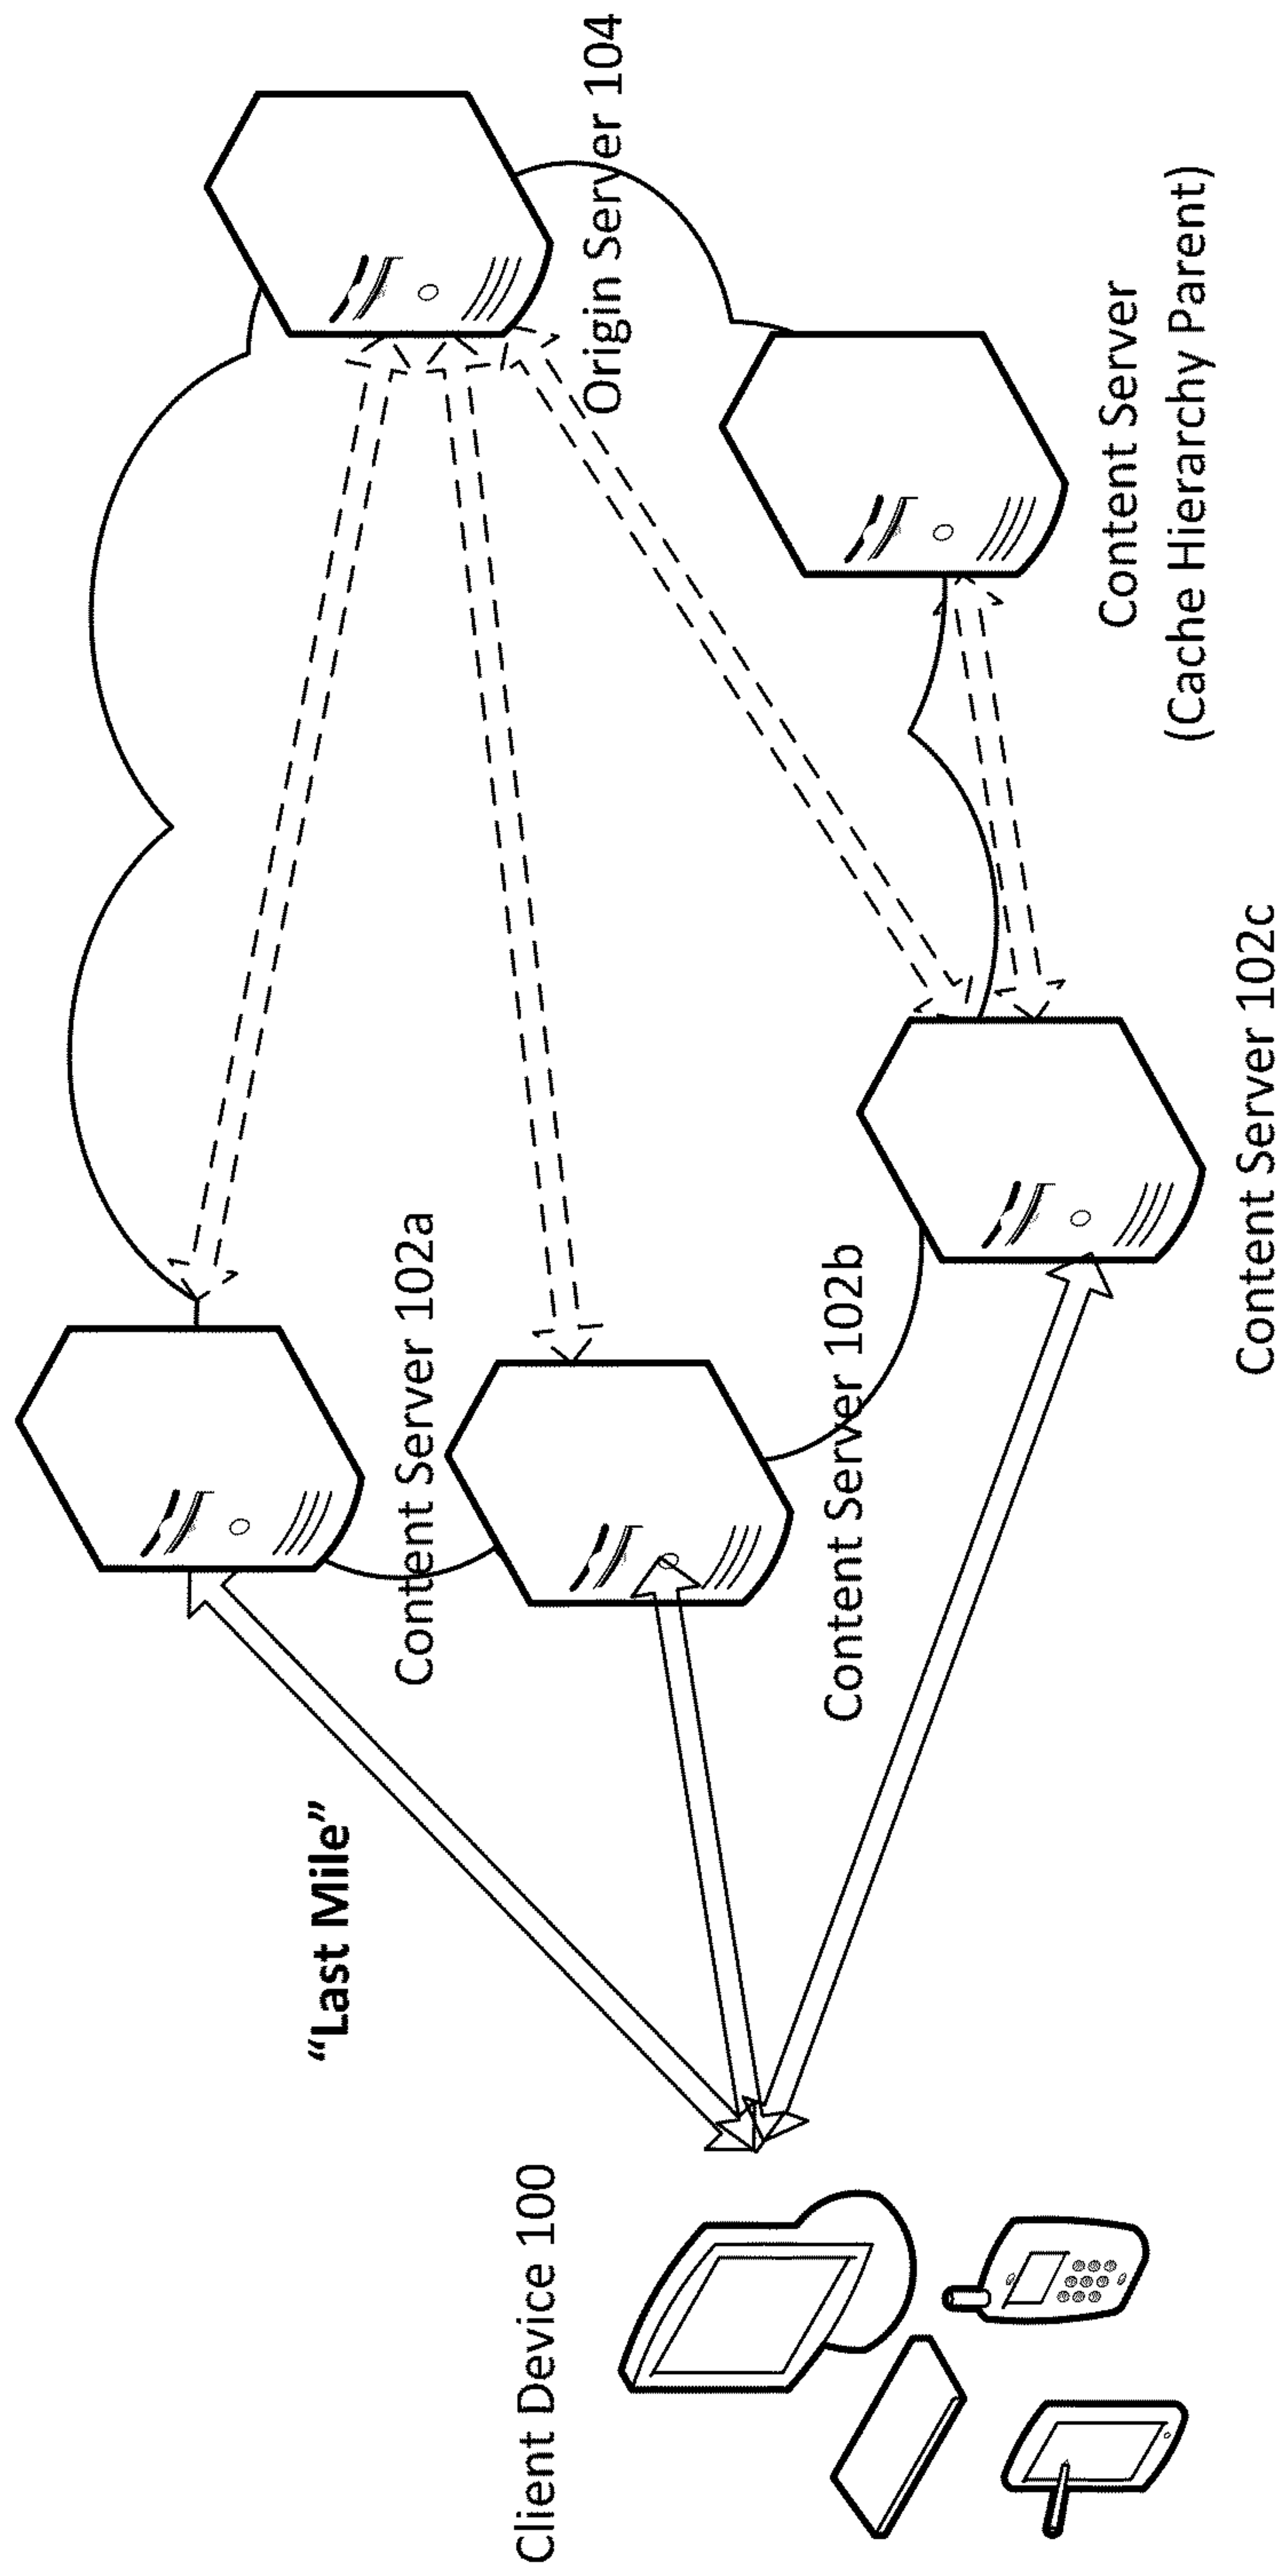 Client Device 100
“Last Mile”
Content Server 102a
Content Server 102b
Content Server 102c
Origin Server 104
Content Server
(Cache Hierarchy Parent)